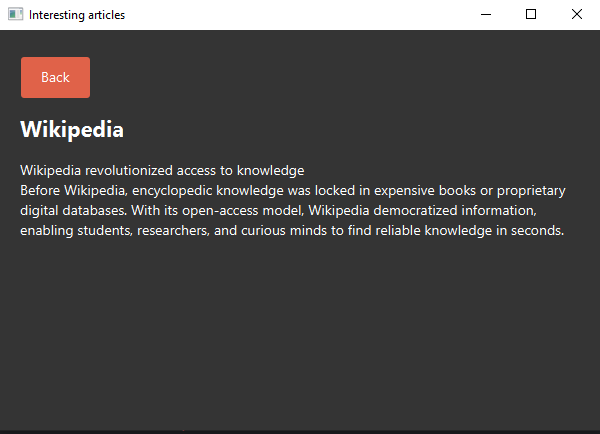 Interesting articles
Back
Wikipedia
Wikipedia revolutionized access to knowledge
Before Wikipedia, encyclopedic knowledge was locked in expensive books or proprietary
digital databases. With its open-access model, Wikipedia democratized information,
enabling students, researchers, and curious minds to find reliable knowledge in seconds.